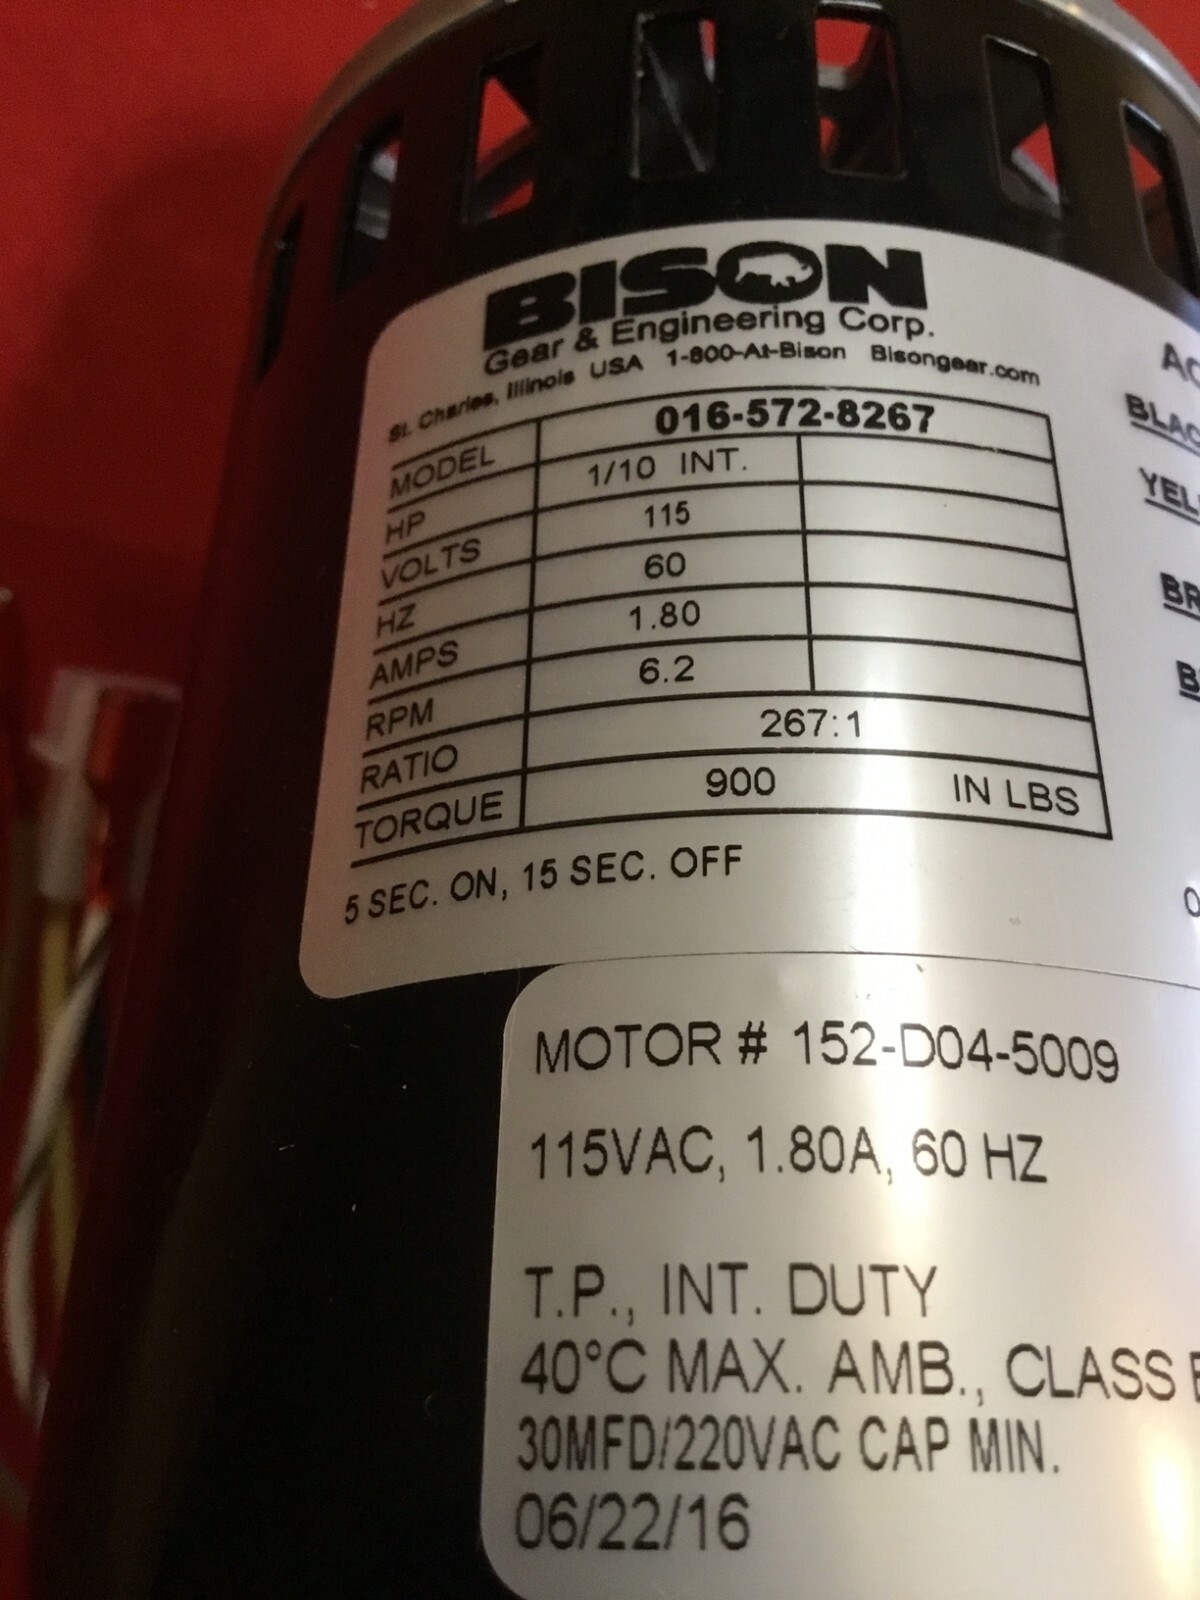 BISON
Gear & Engineering Corp.
St. Charles, Illinois USA 1-800-At-Bison Bisongear.com
MODEL 016-572-8267
HP 1/10 INT.
VOLTS 115
HZ 60
AMPS 1.80
RPM 6.2
RATIO 267:1
TORQUE 900 IN LBS
5 SEC. ON, 15 SEC. OFF
MOTOR # 152-D04-5009
115VAC, 1.80A, 60 HZ
T.P., INT. DUTY
40°C MAX. AMB., CLASS
30MFD/220VAC CAP MIN.
06/22/16